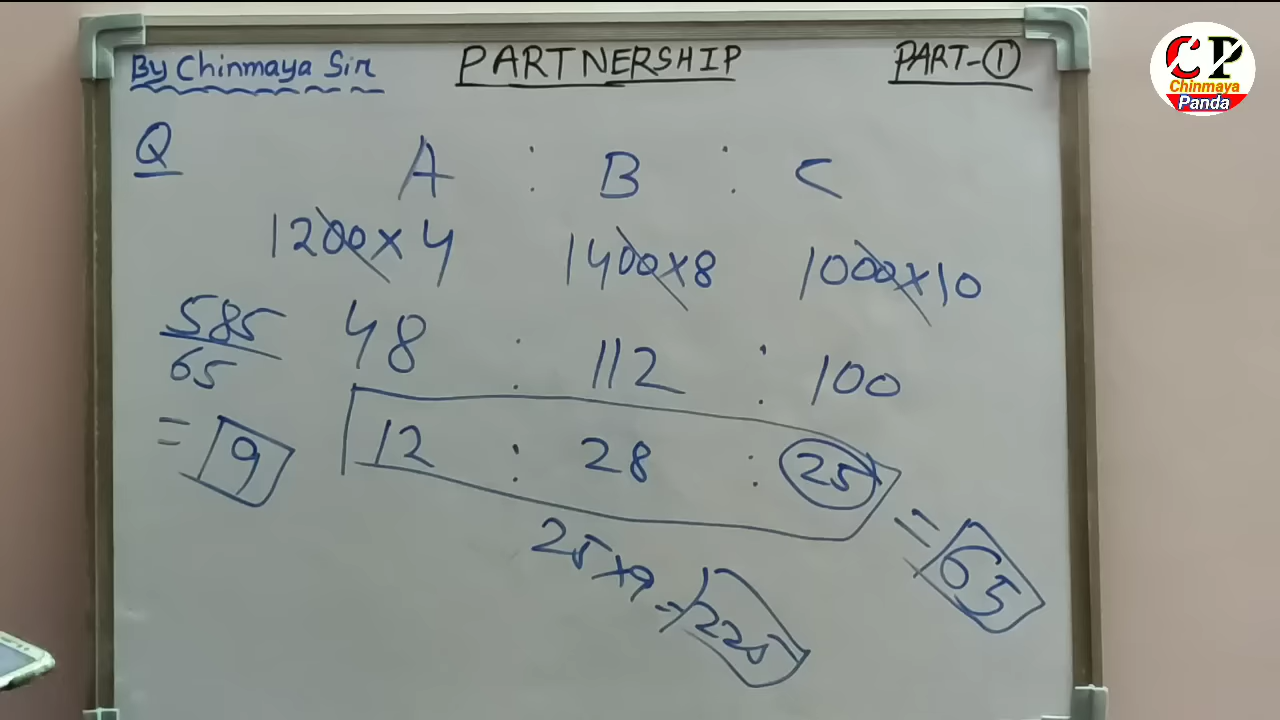 By Chinmaya Sir PARTNERSHIP PART-①
CP
Chinmaya
Panda
Q
A : B : C
1200×4 1400×8 1000×10
585
65
48 : 112 : 100
= 9
12 : 28 : 25
= 65
25×9 = 225